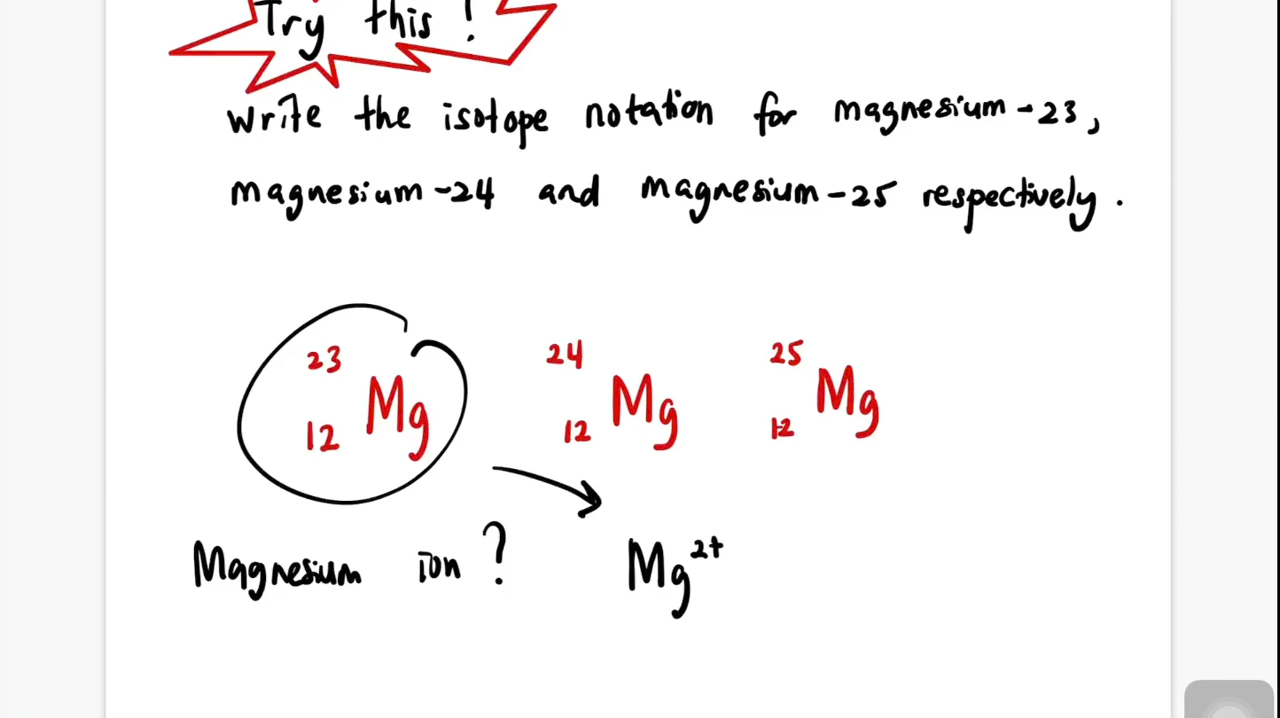 Try this !
Write the isotope notation for magnesium-23,
magnesium-24 and magnesium-25 respectively.
23 24 25
Mg Mg Mg
12 12 12
Magnesium ion? Mg2+